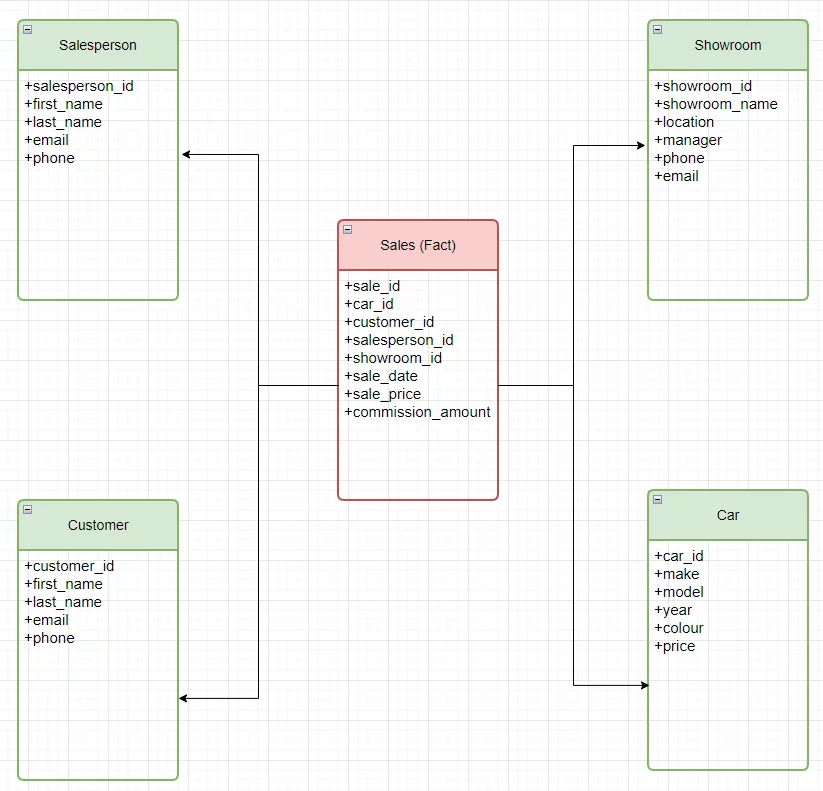 Salesperson
+salesperson_id
+first_name
+last_name
+email
+phone
Showroom
+showroom_id
+showroom_name
+location
+manager
+phone
+email
Sales (Fact)
+sale_id
+car_id
+customer_id
+salesperson_id
+showroom_id
+sale_date
+sale_price
+commission_amount
Customer
+customer_id
+first_name
+last_name
+email
+phone
Car
+car_id
+make
+model
+year
+colour
+price